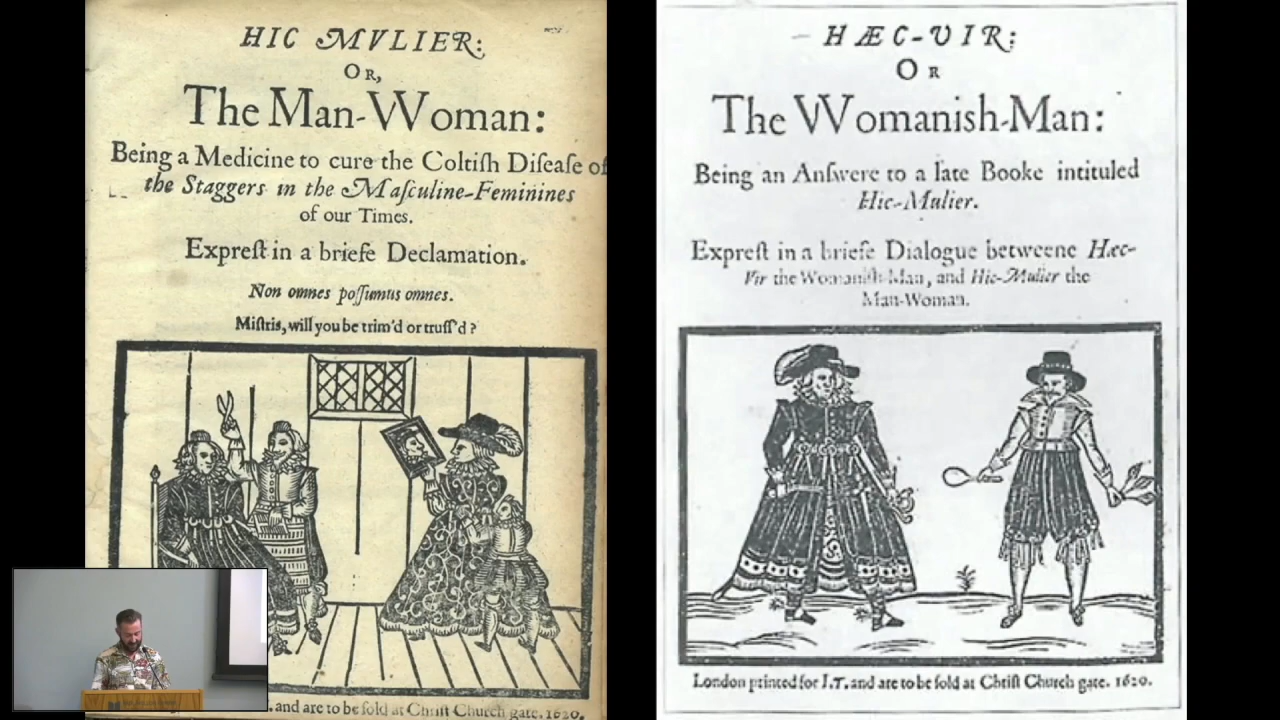 HIC MVLIER:
OR,
The Man-Woman:
Being a Medicine to cure the Coltiſh Diſeaſe of
the Staggers in the Maſculine-Feminines
of our Times.
Expreſt in a briefe Declamation.
Non omnes poſſumus omnes.
Miſtris, will you be trim'd or truſſ'd?
and are to be ſold at Chriſt Church gate. 1620.
HÆC-VIR:
OR
The Womaniſh-Man:
Being an Anſwere to a late Booke intituled
Hic-Mulier.
Expreſt in a briefe Dialogue betweene Hæc-
Vir the Womaniſh-Man, and Hic-Mulier the
Man-Woman.
London printed for I.T. and are to be ſold at Chriſt Church gate. 1620.